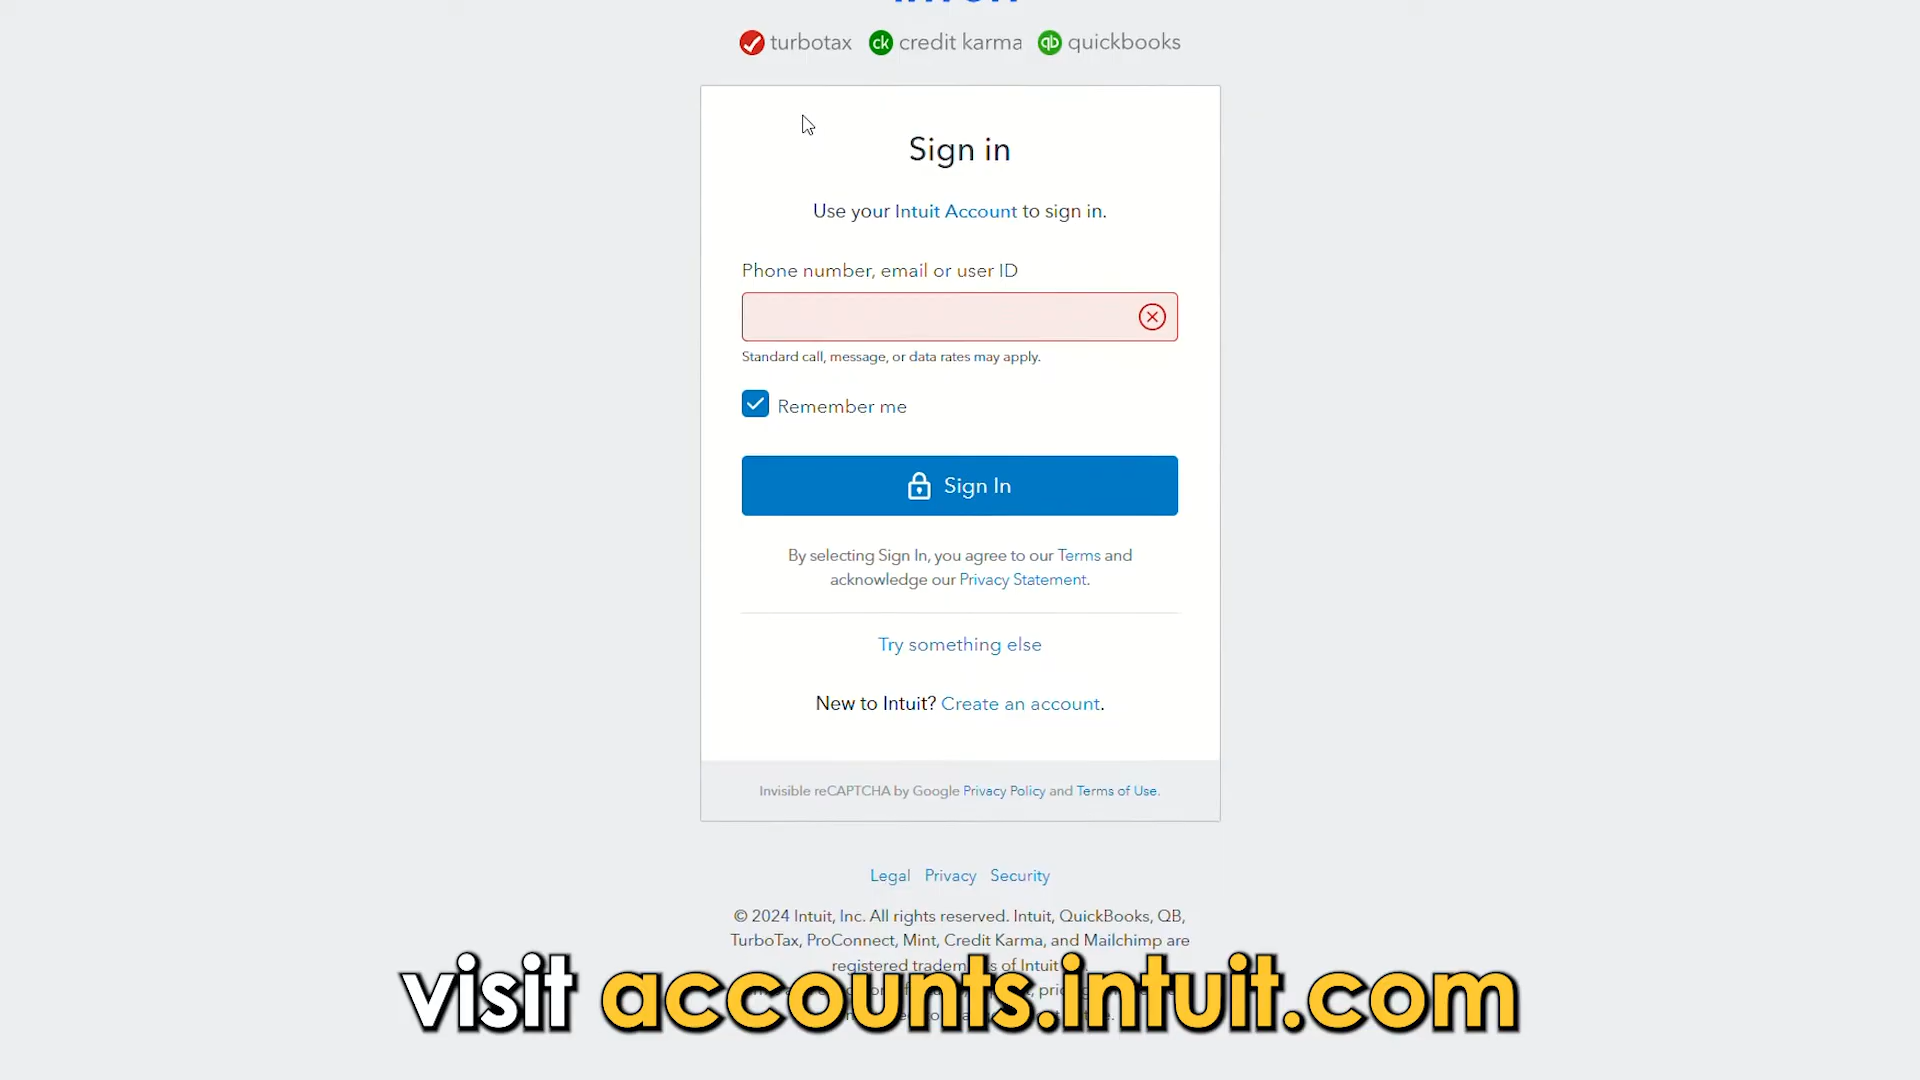 turbotax credit karma quickbooks
Sign in
Use your Intuit Account to sign in.
Phone number, email or user ID
Standard call, message, or data rates may apply.
Remember me
Sign In
By selecting Sign In, you agree to our Terms and
acknowledge our Privacy Statement.
Try something else
New to Intuit? Create an account.
Invisible reCAPTCHA by Google Privacy Policy and Terms of Use.
Legal Privacy Security
© 2024 Intuit, Inc. All rights reserved. Intuit, QuickBooks, QB,
TurboTax, ProConnect, Mint, Credit Karma, and Mailchimp are
registered of Intuit
visit accounts.intuit.com